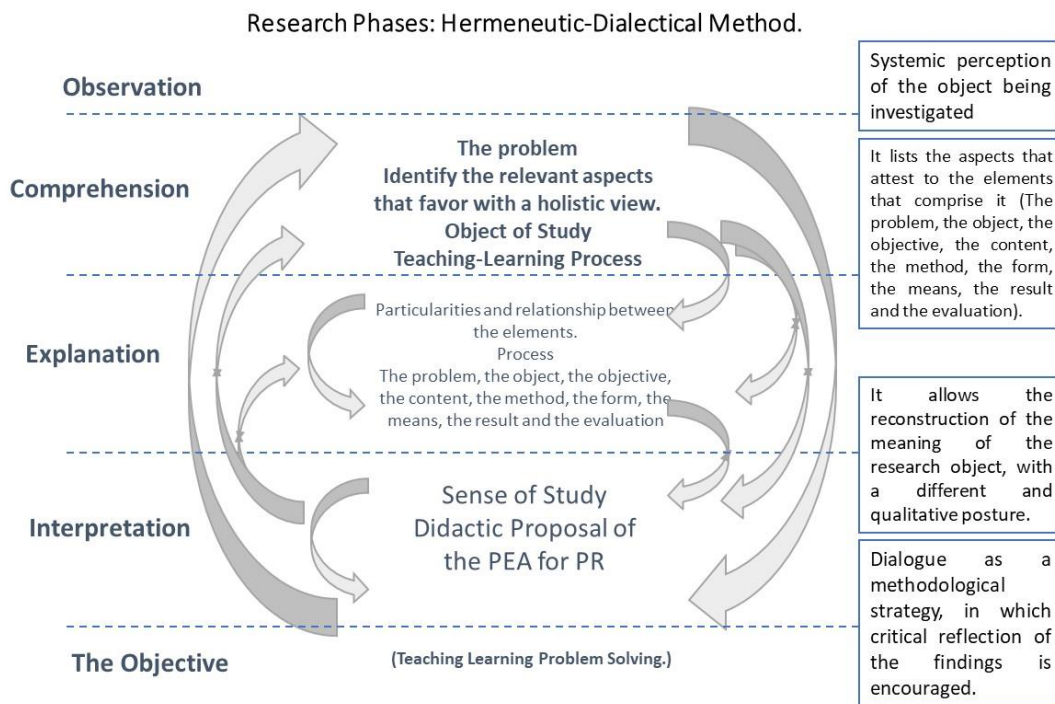 Research Phases: Hermeneutic-Dialectical Method.
Observation
Systemic perception
of the object being
investigated
Comprehension
The problem
Identify the relevant aspects
that favor with a holistic view.
Object of Study
Teaching-Learning Process
It lists the aspects that
attest to the elements
that comprise it (The
problem, the object, the
objective, the content,
the method, the form,
the means, the result
and the evaluation).
Explanation
Particularities and relationship between
the elements.
Process
The problem, the object, the objective,
the content, the method, the form, the
means, the result and the evaluation
It allows the
reconstruction of the
meaning of the
research object, with
a different and
qualitative posture.
Interpretation
Sense of Study
Didactic Proposal of
the PEA for PR
Dialogue as a
methodological
strategy, in which
critical reflection of
the findings is
encouraged.
The Objective
(Teaching Learning Problem Solving.)